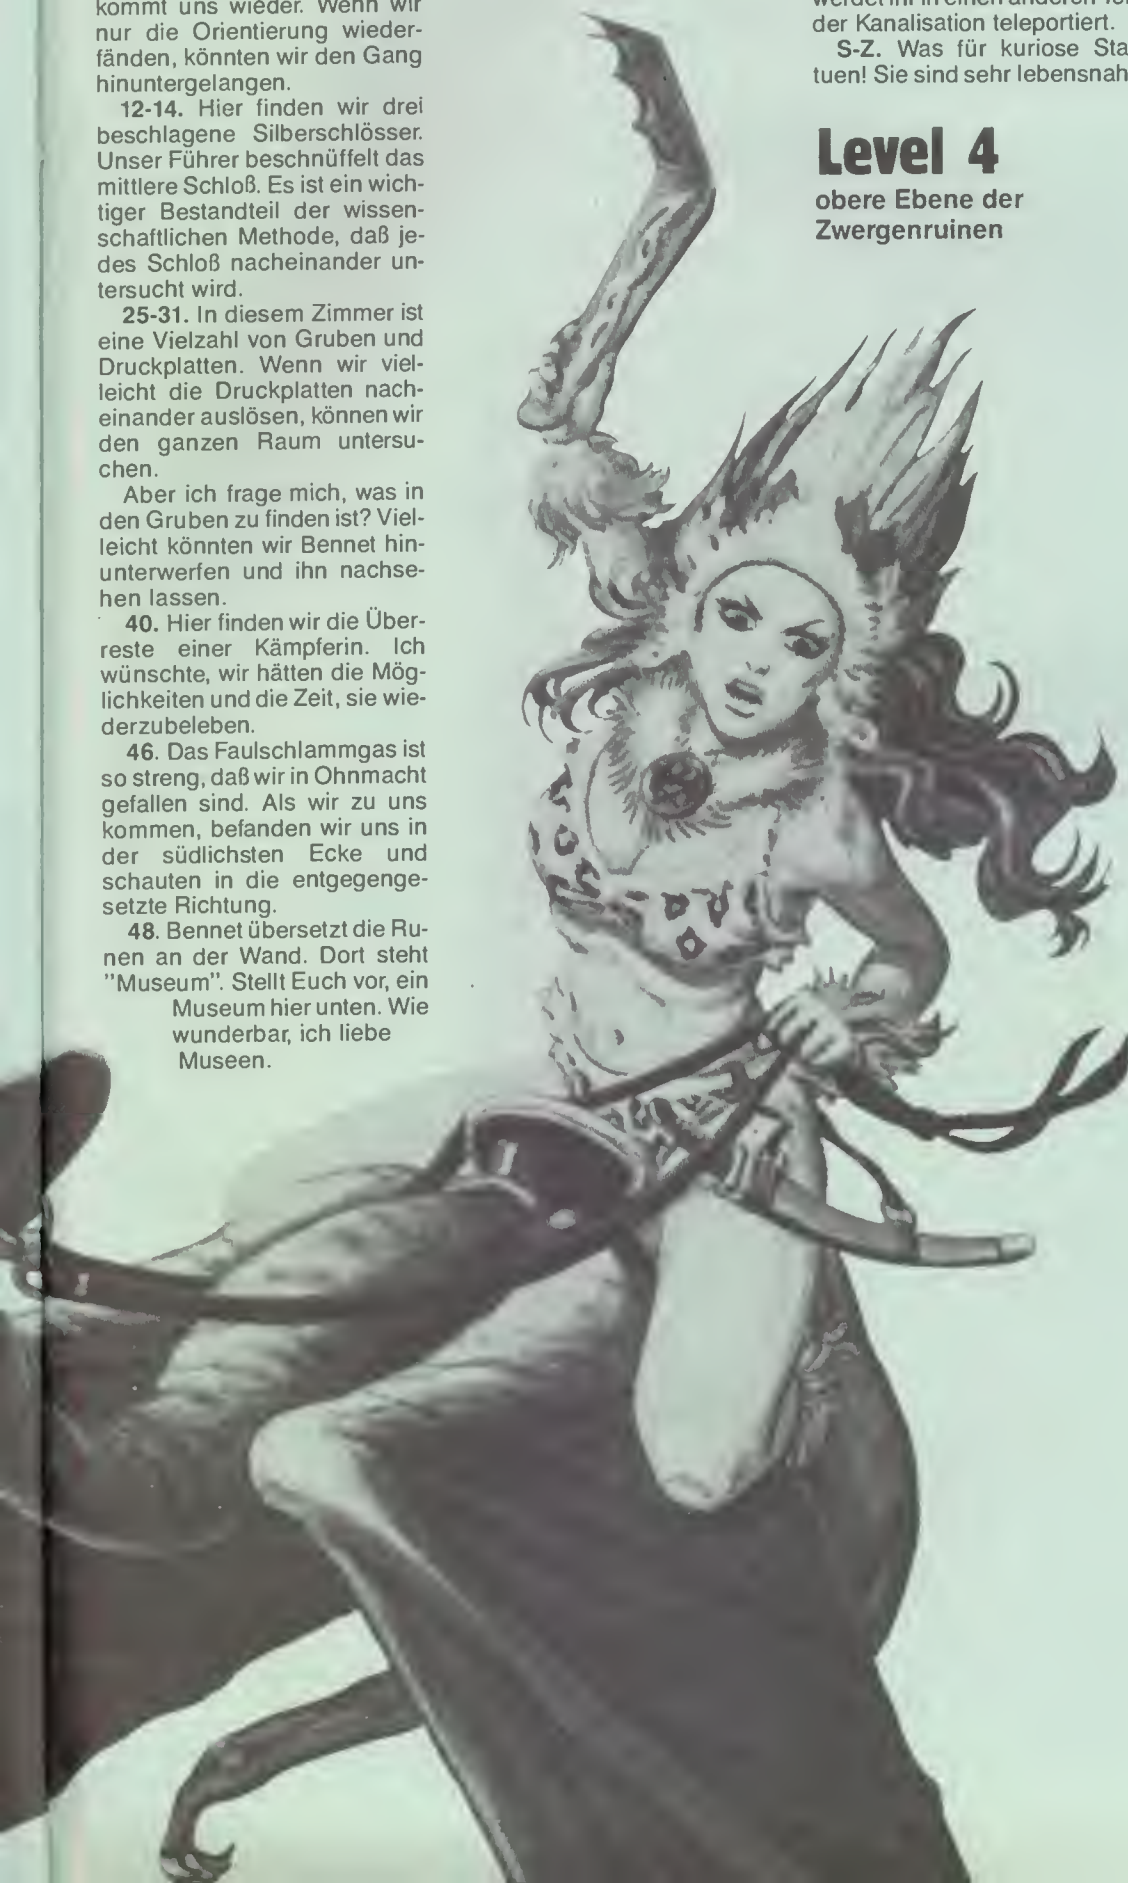 kommt uns wieder. Wenn wir
nur die Orientierung wieder-
fänden, könnten wir den Gang
hinuntergelangen.
12-14. Hier finden wir drei
beschlagene Silberschlösser.
Unser Führer beschnüffelt das
mittlere Schloß. Es ist ein wich-
tiger Bestandteil der wissen-
schaftlichen Methode, daß je-
des Schloß nacheinander un-
tersucht wird.
25-31. In diesem Zimmer ist
eine Vielzahl von Gruben und
Druckplatten. Wenn wir viel-
leicht die Druckplatten nach-
einander auslösen, können wir
den ganzen Raum untersu-
chen.
Aber ich frage mich, was in
den Gruben zu finden ist? Viel-
leicht könnten wir Bennet hin-
unterwerfen und ihn nachse-
hen lassen.
40. Hier finden wir die Über-
reste einer Kämpferin. Ich
wünschte, wir hätten die Mög-
lichkeiten und die Zeit, sie wie-
derzubeleben.
46. Das Faulschlammgas ist
so streng, daß wir in Ohnmacht
gefallen sind. Als wir zu uns
kommen, befanden wir uns in
der südlichsten Ecke und
schauten in die entgegenge-
setzte Richtung.
48. Bennet übersetzt die Ru-
nen an der Wand. Dort steht
"Museum". Stellt Euch vor, ein
Museum hier unten. Wie
wunderbar, ich liebe
Museen.
werdet ihr in einen anderen
der Kanalisation teleportiert.
S-Z. Was für kuriose Sta-
tuen! Sie sind sehr lebensnah
Level 4
obere Ebene der
Zwergenruinen